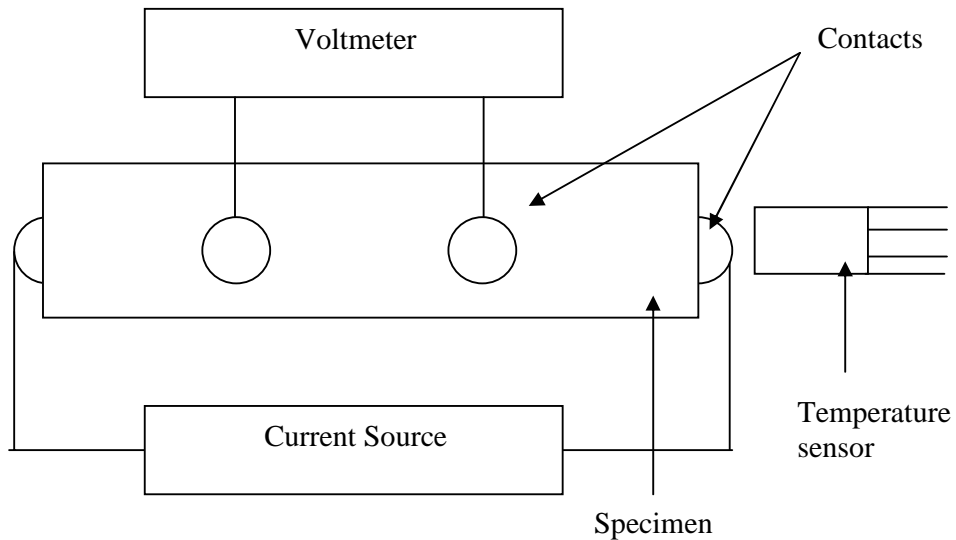 Voltmeter
Contacts
Current Source
Temperature
sensor
Specimen